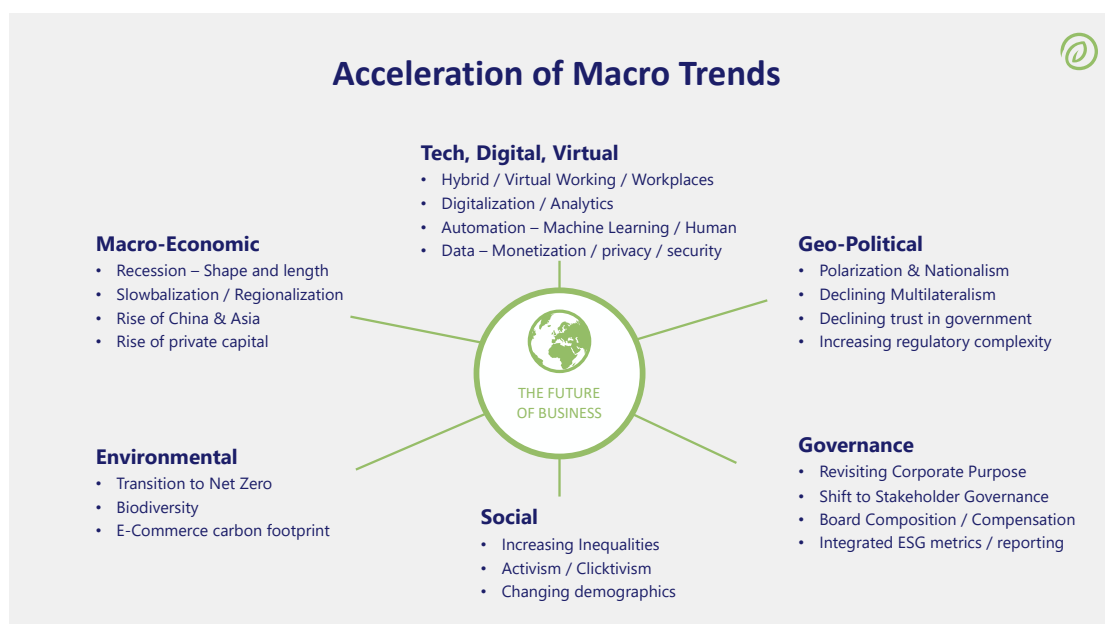 Acceleration of Macro Trends
Tech, Digital, Virtual
• Hybrid / Virtual Working / Workplaces
• Digitalization / Analytics
• Automation – Machine Learning / Human
• Data – Monetization / privacy / security
Macro-Economic
• Recession – Shape and length
• Slowbalization / Regionalization
• Rise of China & Asia
• Rise of private capital
Geo-Political
• Polarization & Nationalism
• Declining Multilateralism
• Declining trust in government
• Increasing regulatory complexity
THE FUTURE
OF BUSINESS
Environmental
• Transition to Net Zero
• Biodiversity
• E-Commerce carbon footprint
Social
• Increasing Inequalities
• Activism / Clicktivism
• Changing demographics
Governance
• Revisiting Corporate Purpose
• Shift to Stakeholder Governance
• Board Composition / Compensation
• Integrated ESG metrics / reporting